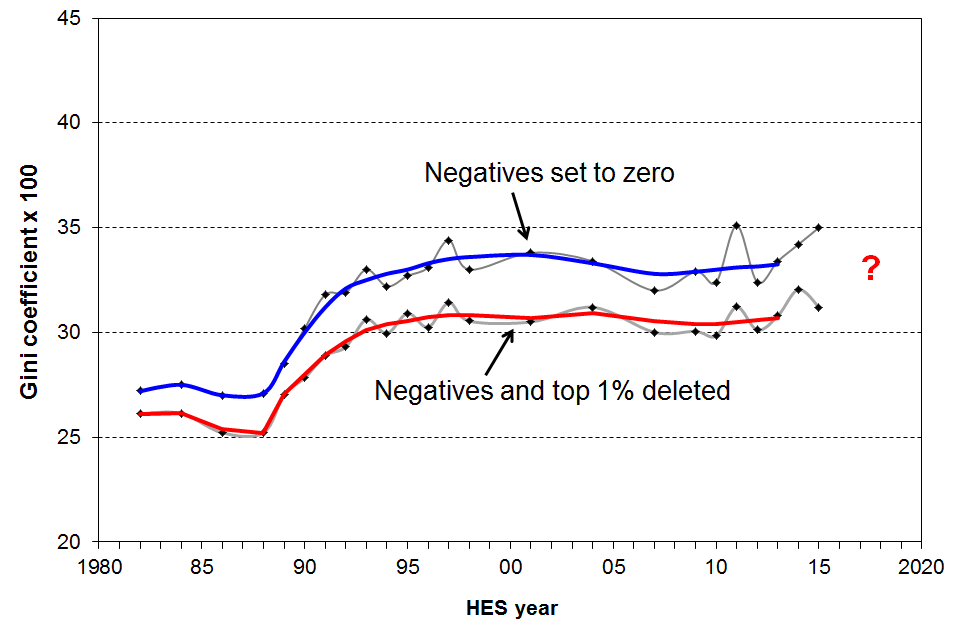 45
40
35
30
25
20
Gini coefficient x 100
Negatives set to zero
?
Negatives and top 1% deleted
1980 85 90 95 00 05 10 15 2020
HES year